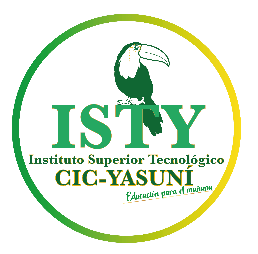 ISTY
Instituto Superior Tecnológico
CIC-YASUNÍ
Educación para el mañana